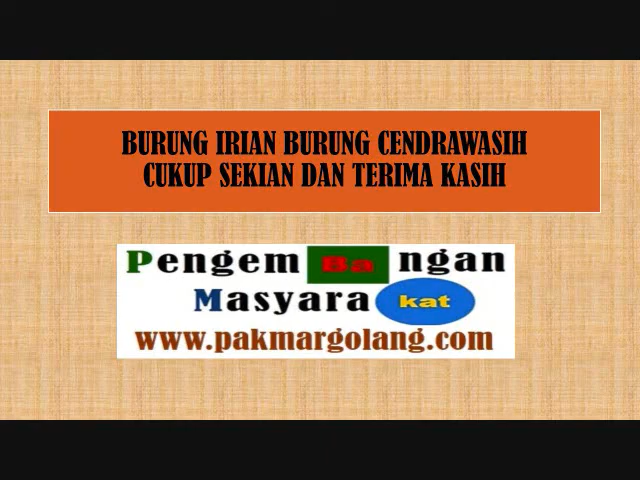 BURUNG IRIAN BURUNG CENDRAWASIH
CUKUP SEKIAN DAN TERIMA KASIH
PengemBangan
Masyarakat
www.pakmargolang.com